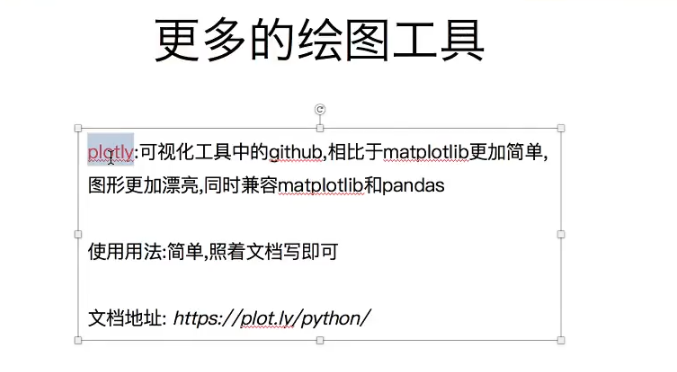 更多的绘图工具
plotly:可视化工具中的github,相比于matplotlib更加简单,
图形更加漂亮,同时兼容matplotlib和pandas
使用用法:简单,照着文档写即可
文档地址: https://plot.ly/python/